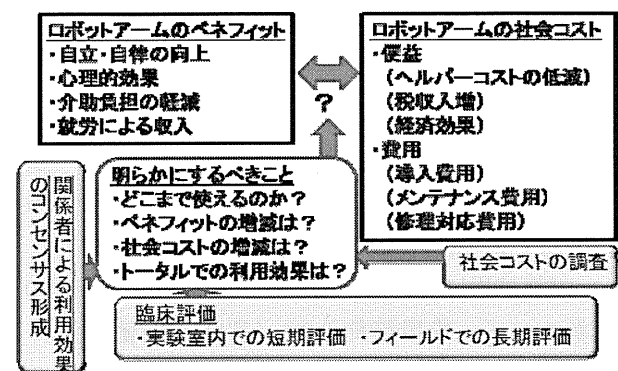 ロボットアームのベネフィット
・自立・自律の向上
・心理的効果
・介助負担の軽減
・就労による収入
?
ロボットアームの社会コスト
・便益
(ヘルパーコストの低減)
(税収入増)
(経済効果)
・費用
(導入費用)
(メンテナンス費用)
(修理対応費用)
明らかにするべきこと
・どこまで使えるのか?
・ベネフィットの増減は?
・社会コストの増減は?
・トータルでの利用効果は?
関係者による利用効果
のコンセンサス形成
社会コストの調査
臨床評価
・実験室内での短期評価 ・フィールドでの長期評価